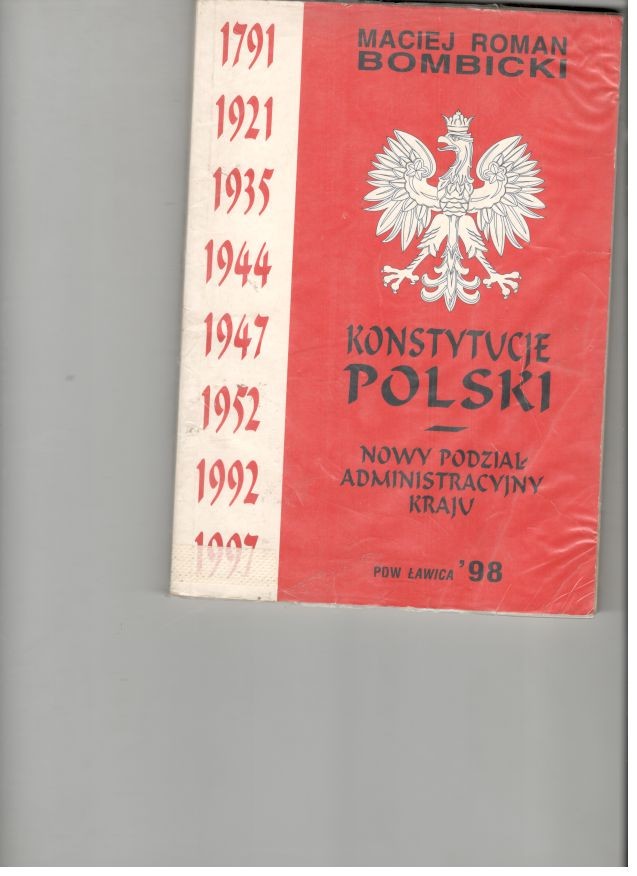 1791
1921
1935
1944
1947
1952
1992
1997
MACIEJ ROMAN
BOMBICKI
KONSTYTUCJE
POLSKI
—
NOWY PODZIAŁ
ADMINISTRACYJNY
KRAJU
PDW ŁAWICA '98